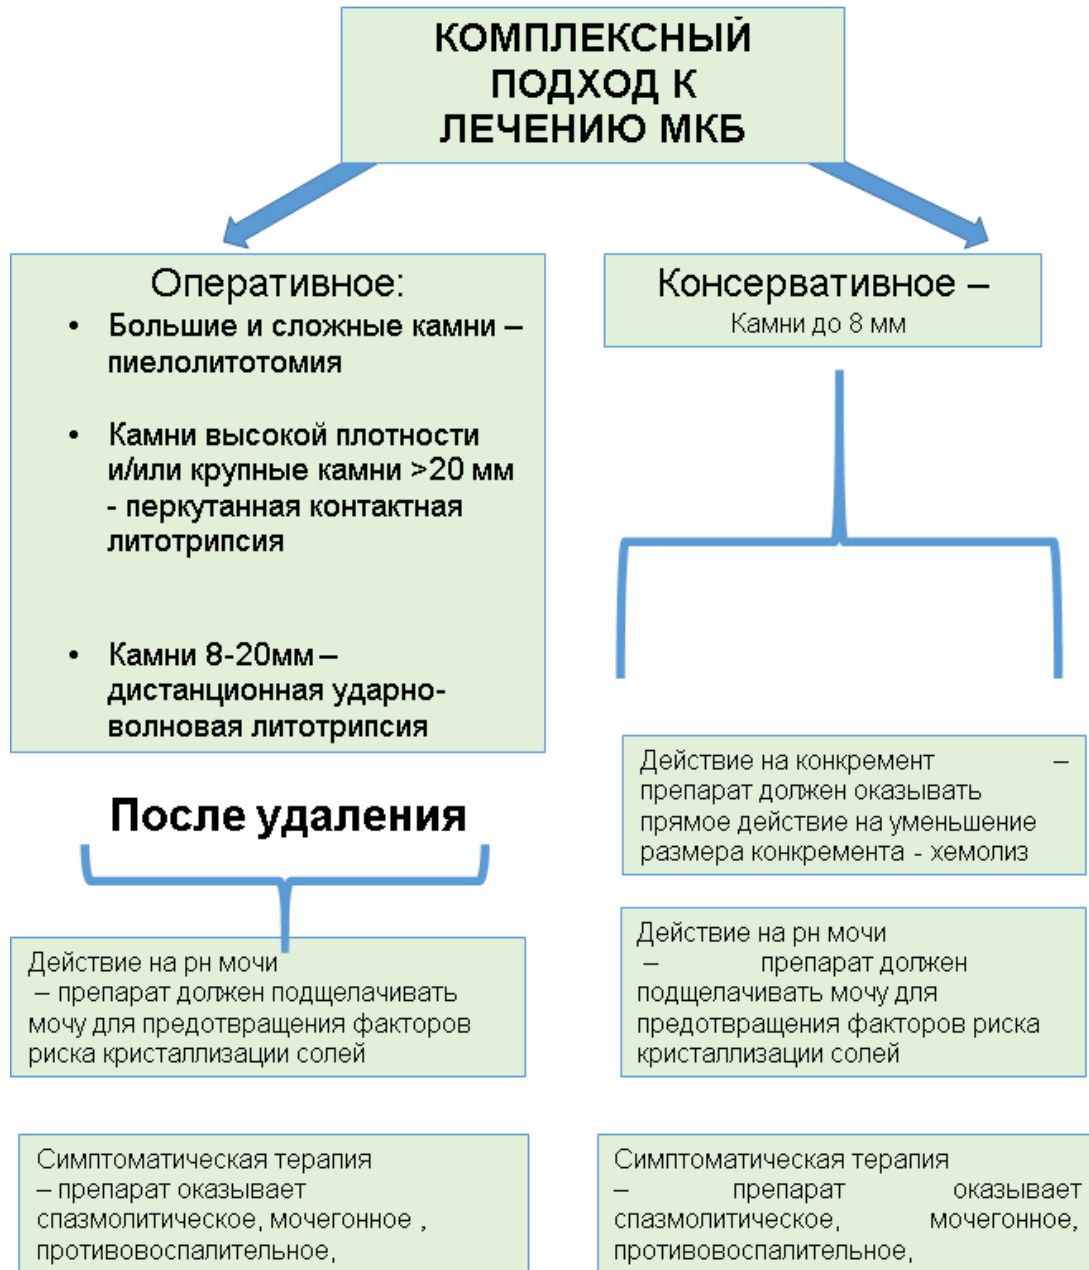 КОМПЛЕКСНЫЙ
ПОДХОД К
ЛЕЧЕНИЮ МКБ
Оперативное:
• Большие и сложные камни –
пиелолитотомия
• Камни высокой плотности
и/или крупные камни >20 мм
- перкутанная контактная
литотрипсия
• Камни 8-20мм –
дистанционная ударно-
волновая литотрипсия
После удаления
Действие на рн мочи
– препарат должен подщелачивать
мочу для предотвращения факторов
риска кристаллизации солей
Симптоматическая терапия
– препарат оказывает
спазмолитическое, мочегонное ,
противовоспалительное,
Консервативное –
Камни до 8 мм
Действие на конкремент –
препарат должен оказывать
прямое действие на уменьшение
размера конкремента - хемолиз
Действие на рн мочи
– препарат должен
подщелачивать мочу для
предотвращения факторов риска
кристаллизации солей
Симптоматическая терапия
– препарат оказывает
спазмолитическое, мочегонное,
противовоспалительное,